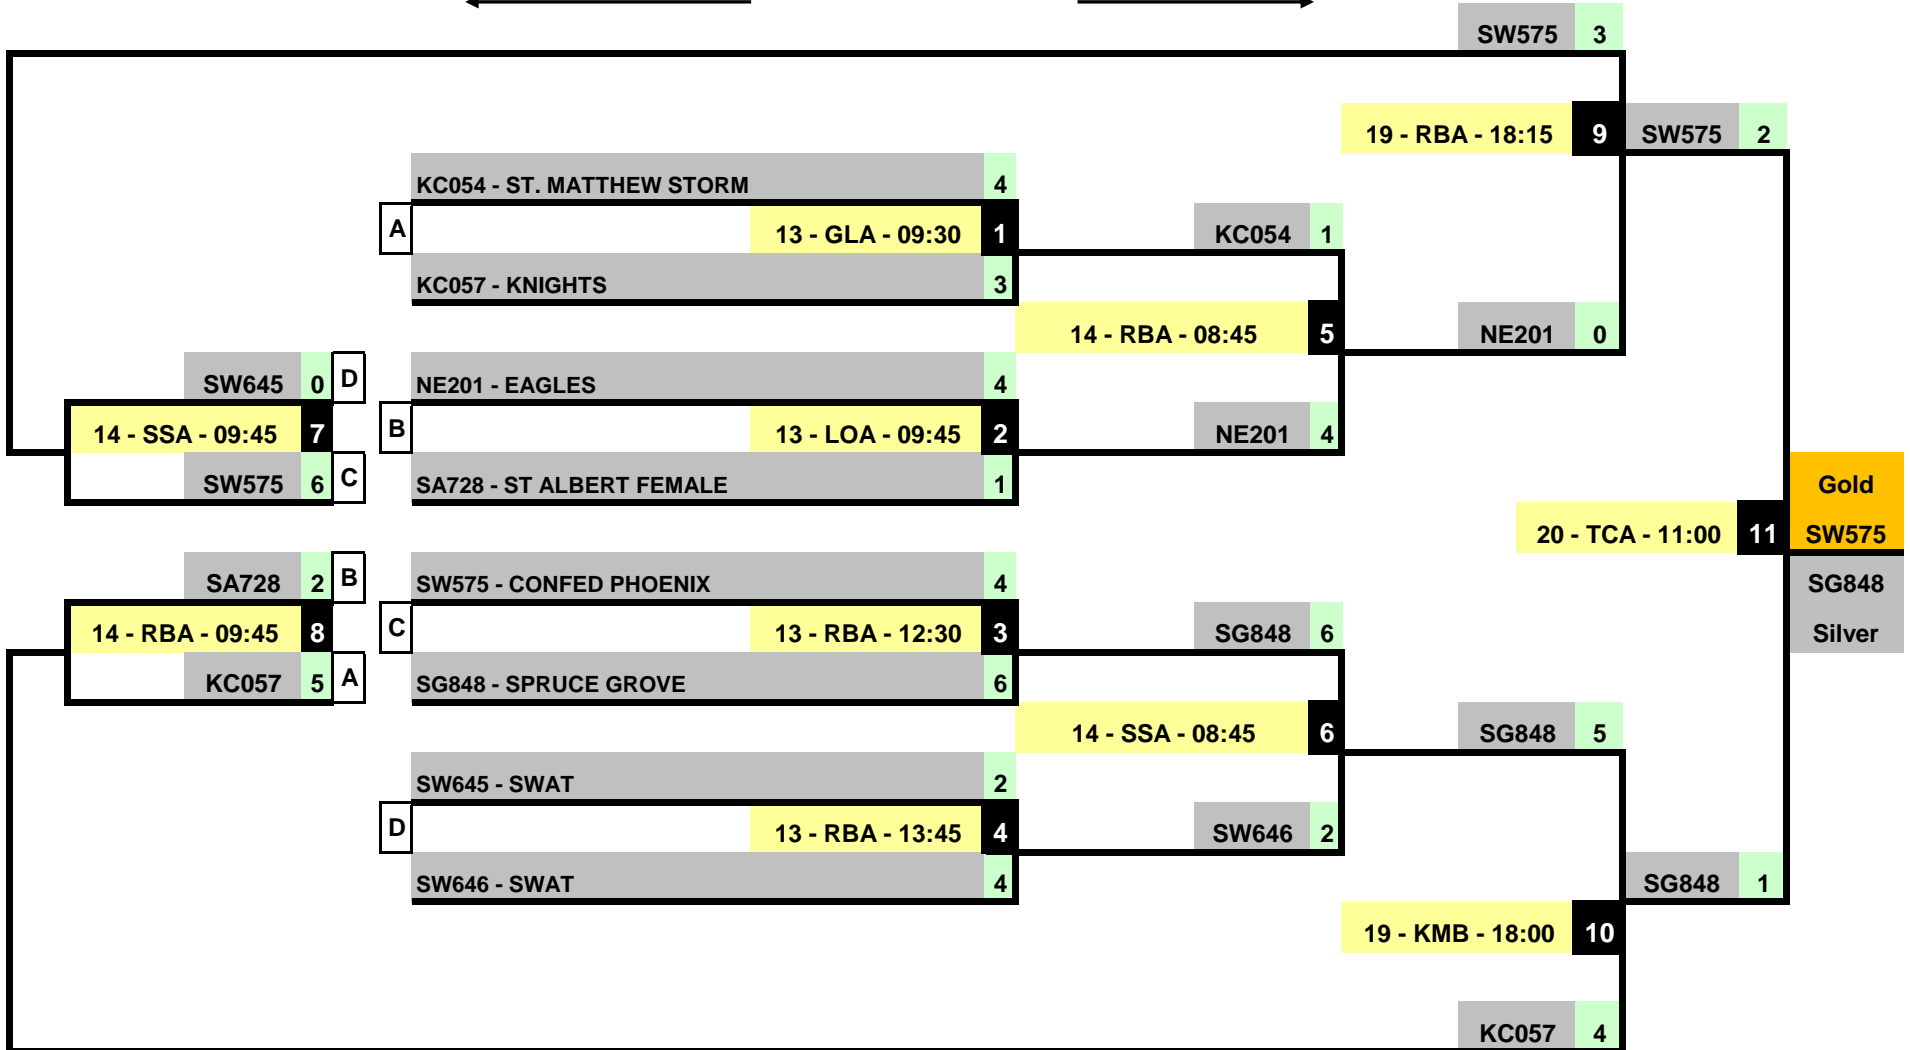 SW575 3
19 - RBA - 18:15 9 SW575 2
KC054 - ST. MATTHEW STORM 4
A 13 - GLA - 09:30 1 KC054 1
KC057 - KNIGHTS 3
14 - RBA - 08:45 5 NE201 0
SW645 0 D NE201 - EAGLES 4
14 - SSA - 09:45 7 B 13 - LOA - 09:45 2 NE201 4
SW575 6 C SA728 - ST ALBERT FEMALE 1 Gold
20 - TCA - 11:00 11 SW575
SA728 2 B SW575 - CONFED PHOENIX 4 SG848
14 - RBA - 09:45 8 C 13 - RBA - 12:30 3 SG848 6 Silver
KC057 5 A SG848 - SPRUCE GROVE 6
14 - SSA - 08:45 6 SG848 5
SW645 - SWAT 2
D 13 - RBA - 13:45 4 SW646 2
SW646 - SWAT 4 SG848 1
19 - KMB - 18:00 10
KC057 4